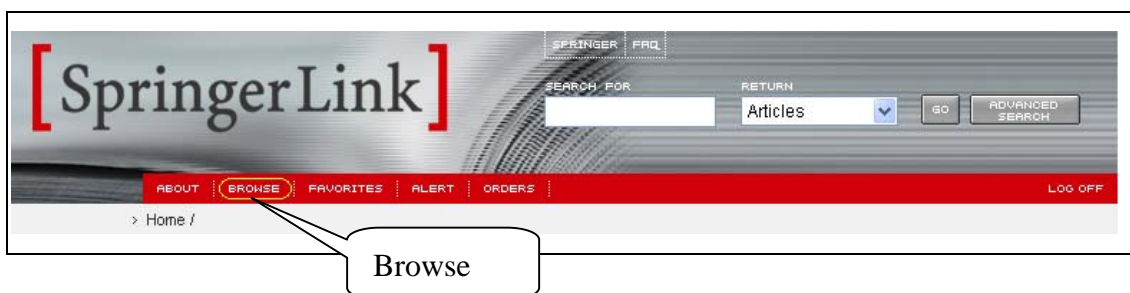 SPRINGER FAQ
[SpringerLink]
SEARCH FOR RETURN
Articles GO ADVANCED SEARCH
ABOUT BROWSE FAVORITES ALERT ORDERS LOG OFF
> Home /
Browse